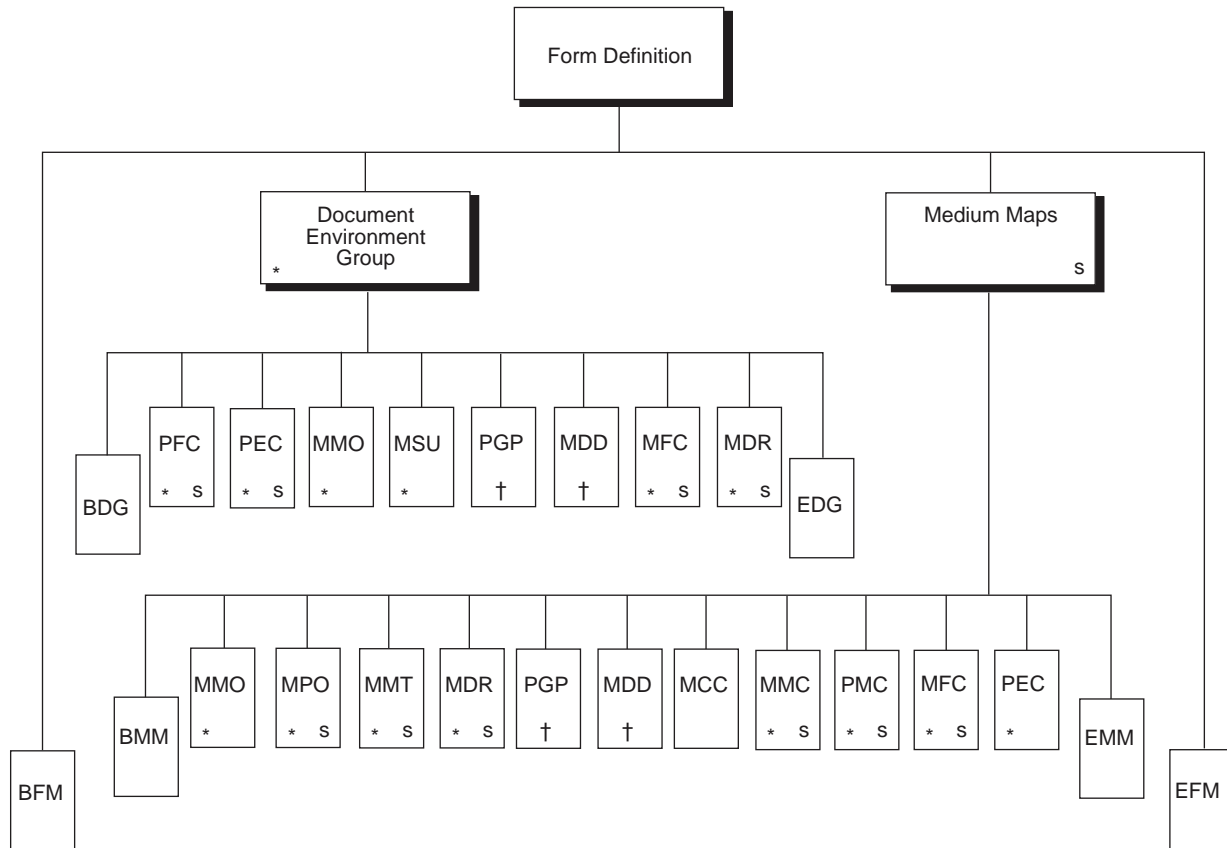 Form Definition
Document
Environment
Group
*
Medium Maps
S
PFC
* S
PEC
* S
MMO
*
MSU
*
PGP
†
MDD
†
MFC
* S
MDR
* S
BDG
EDG
MMO
*
MPO
* S
MMT
* S
MDR
* S
PGP
†
MDD
†
MCC
MMC
* S
PMC
* S
MFC
* S
PEC
*
BMM
EMM
BFM
EFM